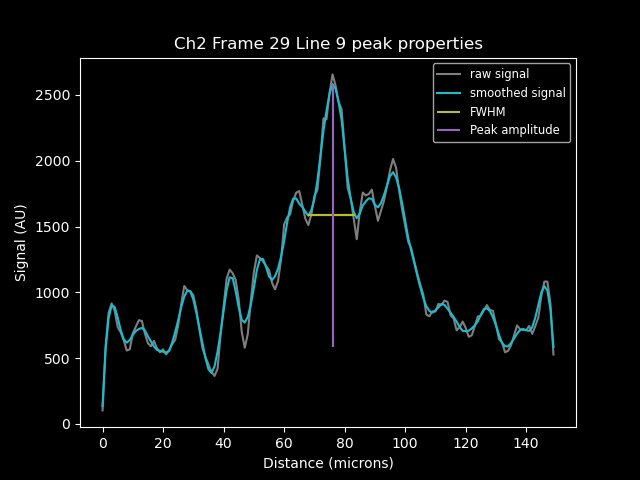 Ch2 Frame 29 Line 9 peak properties
raw signal
smoothed signal
FWHM
Peak amplitude
Signal (AU)
2500
2000
1500
1000
500
0
0 20 40 60 80 100 120 140
Distance (microns)